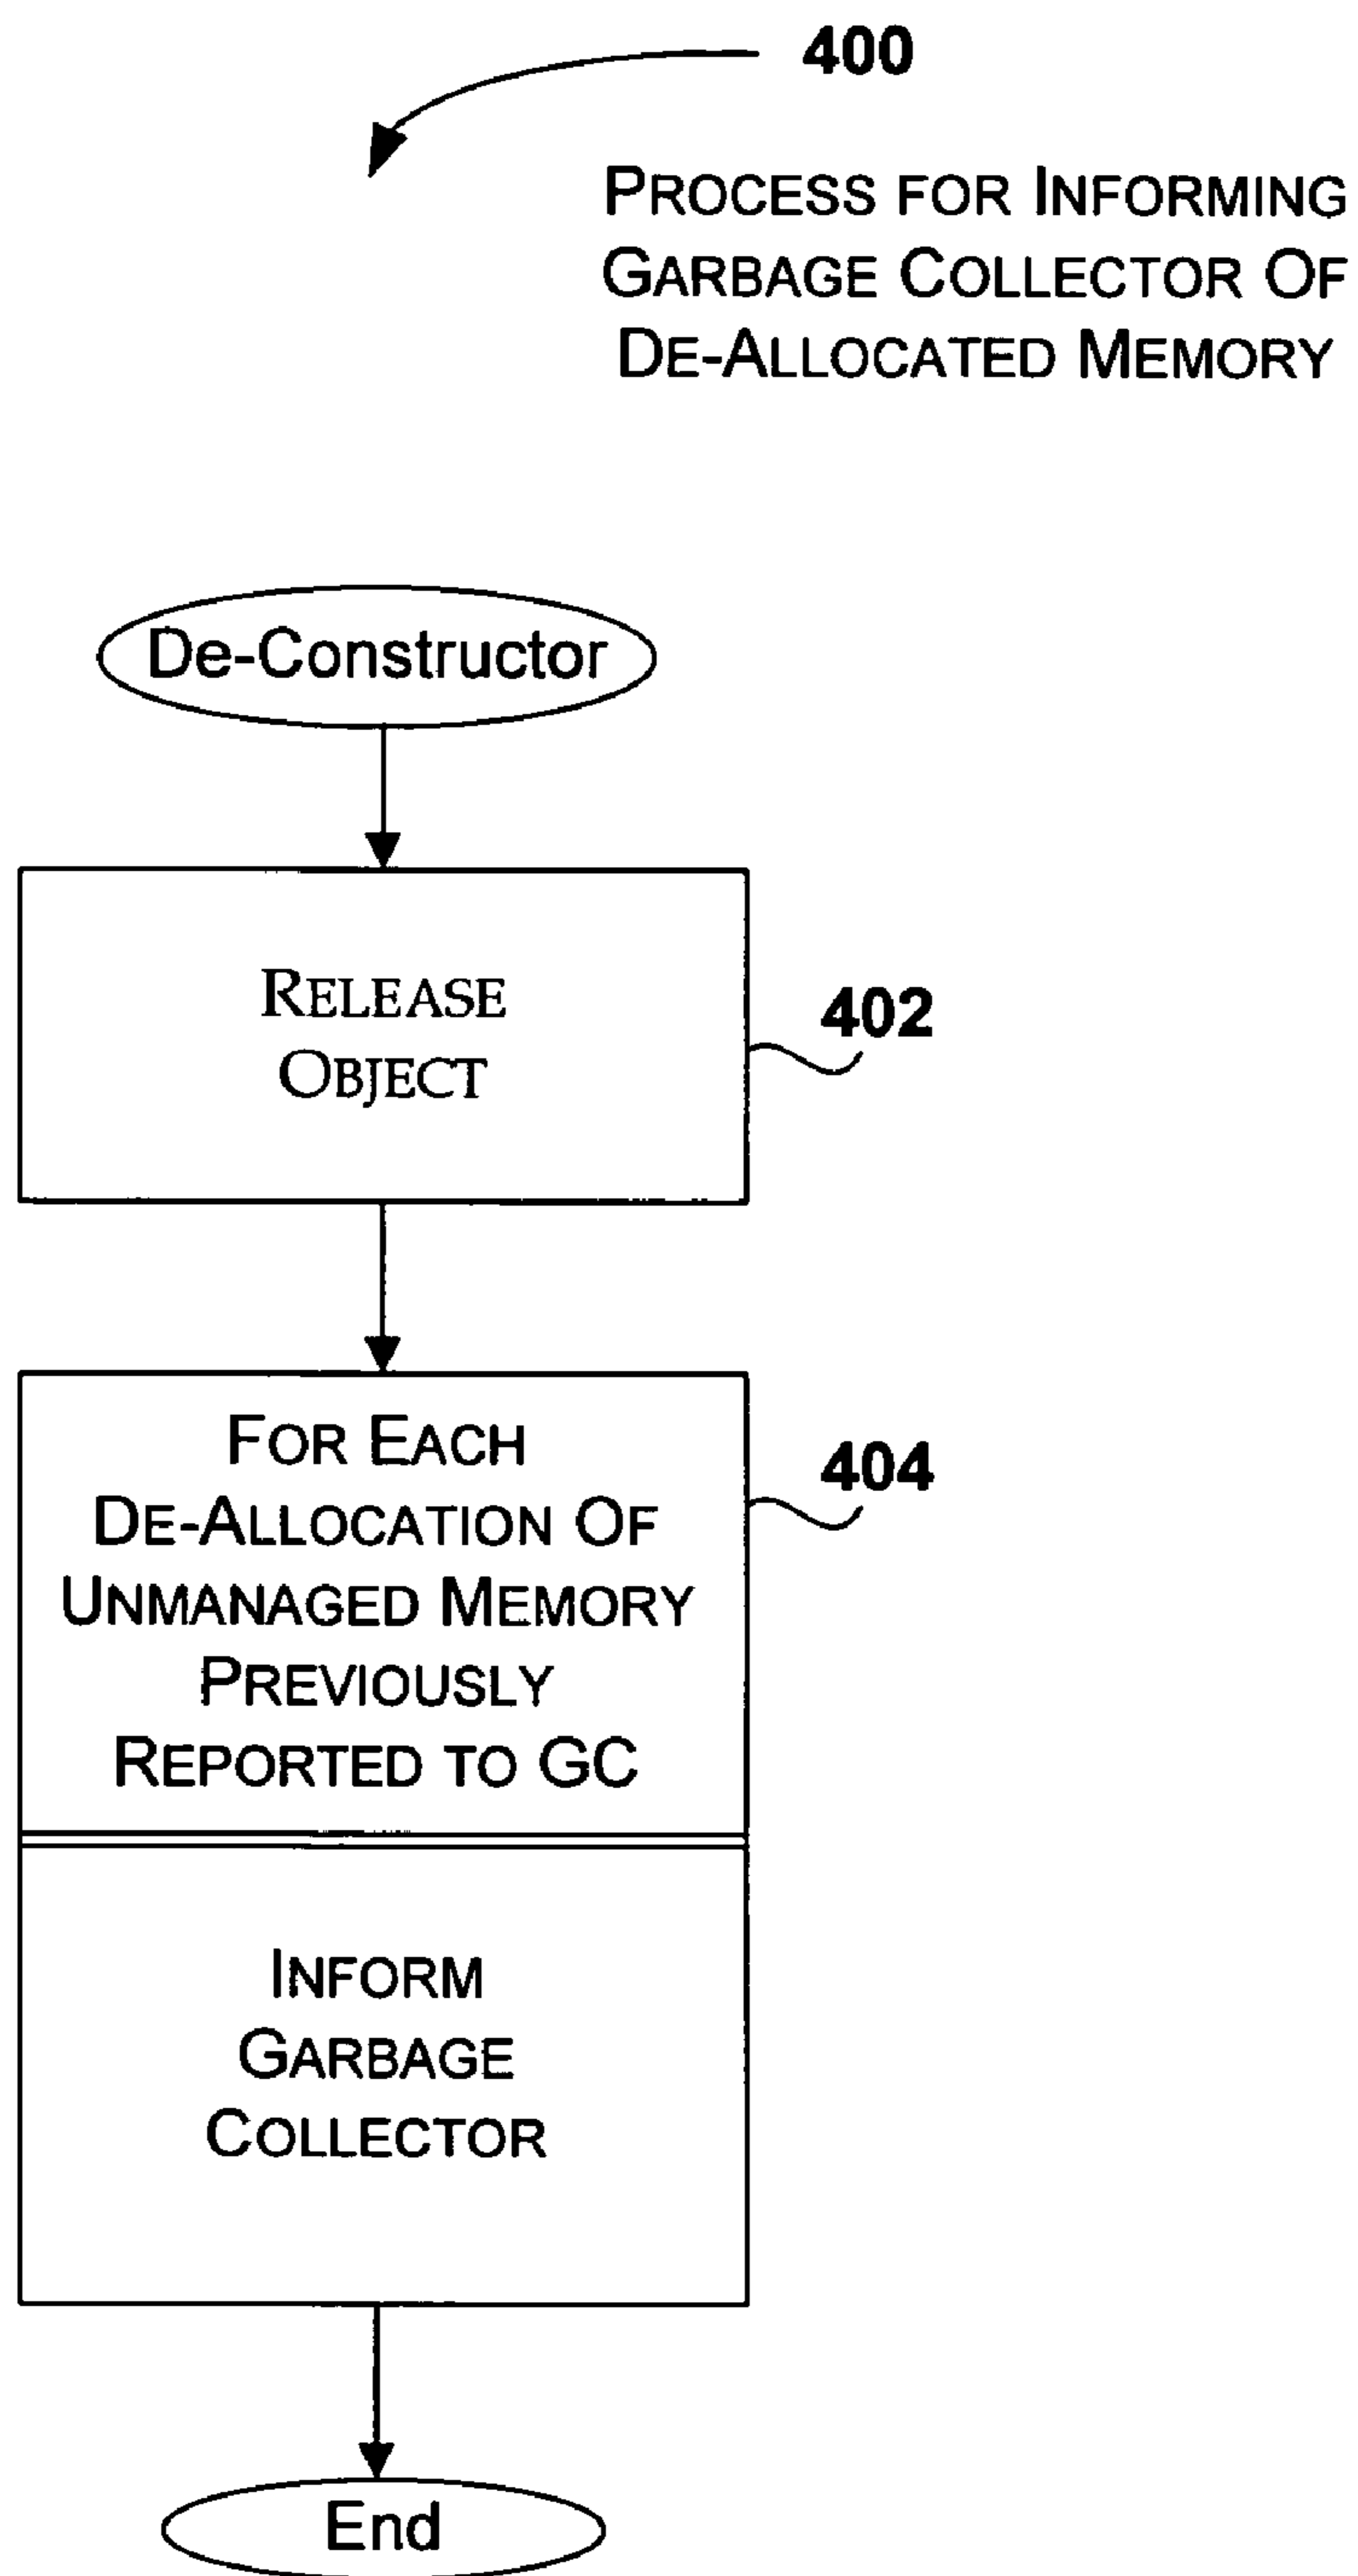 400
PROCESS FOR INFORMING
GARBAGE COLLECTOR OF
DE-ALLOCATED MEMORY
De-Constructor
RELEASE
OBJECT
402
FOR EACH
DE-ALLOCATION OF
UNMANAGED MEMORY
PREVIOUSLY
REPORTED TO GC
404
INFORM
GARBAGE
COLLECTOR
End